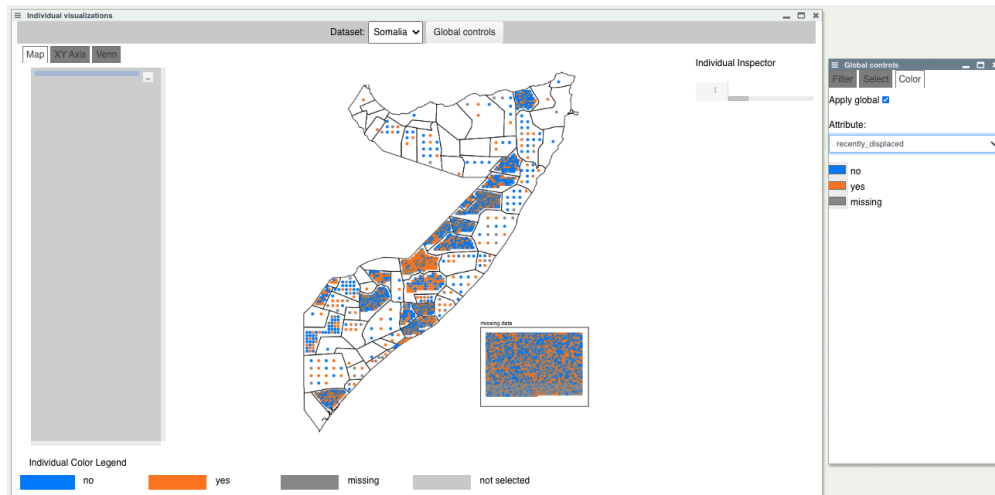 Individual visualizations
Dataset: Somalia Global controls
Map XY Axis Venn
Individual Inspector
1
missing data
Individual Color Legend
no yes missing not selected
Global controls
Filter Select Color
Apply global
Attribute:
recently_displaced
no
yes
missing